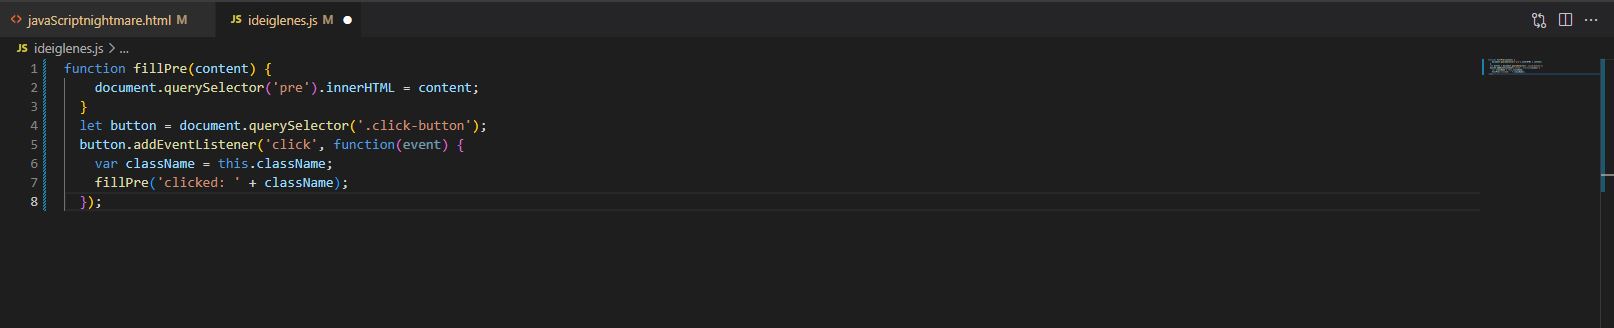 <> javaScriptnightmare.html M
JS ideiglenes.js M
JS ideiglenes.js > ...
1 function fillPre(content) {
2 document.querySelector('pre').innerHTML = content;
3 }
4 let button = document.querySelector('.click-button');
5 button.addEventListener('click', function(event) {
6 var className = this.className;
7 fillPre('clicked: ' + className);
8 });